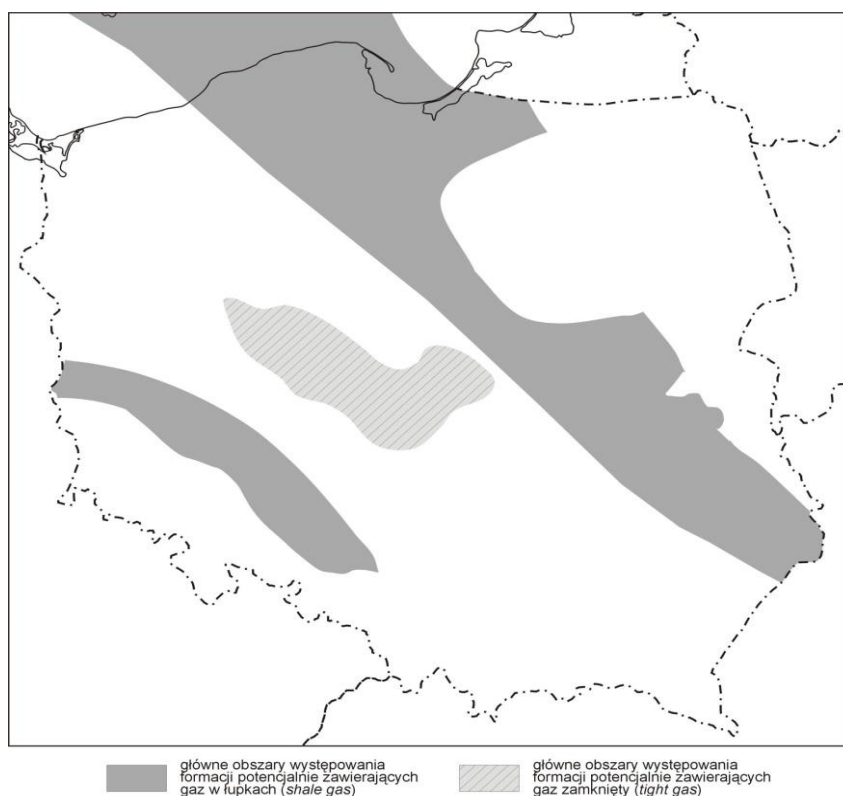 główne obszary występowania
formacji potencjalnie zawierających
gaz w łupkach (shale gas)
główne obszary występowania
formacji potencjalnie zawierających
gaz zamknięty (tight gas)